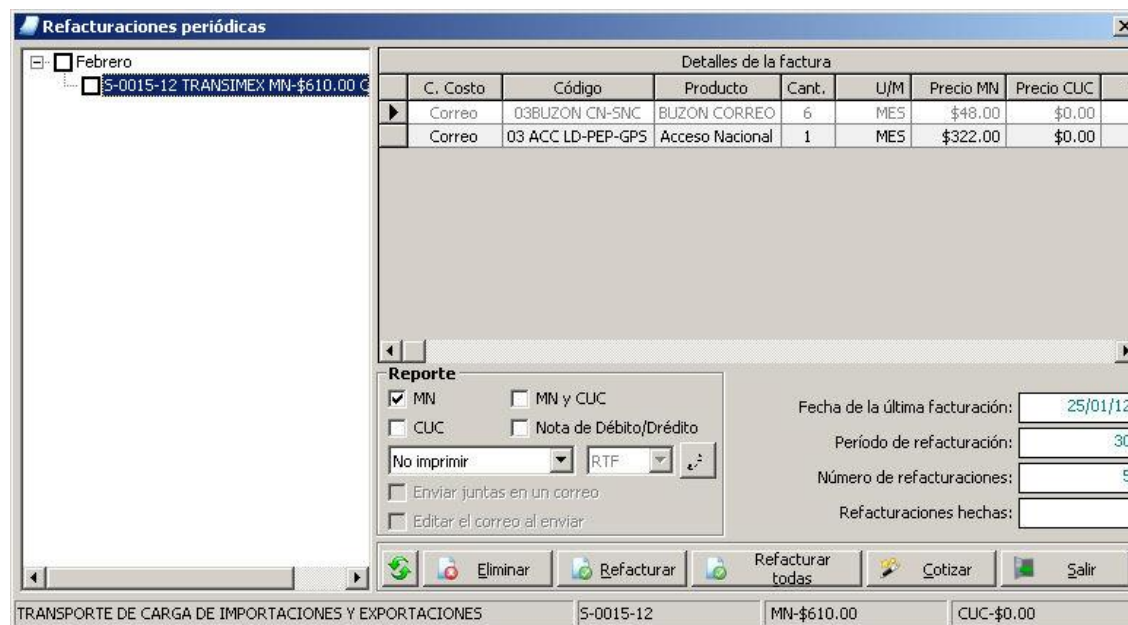 Refacturaciones periódicas
Febrero
S-0015-12 TRANSIMEX MN-$610.00 C
Detalles de la factura
C. Costo Código Producto Cant. U/M Precio MN Precio CUC
Correo 03BUZON CN-SNC BUZON CORREO 6 MES $48.00 $0.00
Correo 03 ACC LD-PEP-GPS Acceso Nacional 1 MES $322.00 $0.00
Reporte
MN MN y CUC
CUC Nota de Débito/Drédito
No imprimir RTF
Enviar juntas en un correo
Editar el correo al enviar
Fecha de la última facturación: 25/01/12
Período de refacturación: 30
Número de refacturaciones: 5
Refacturaciones hechas:
Eliminar Refacturar Refacturar todas Cotizar Salir
TRANSPORTE DE CARGA DE IMPORTACIONES Y EXPORTACIONES S-0015-12 MN-$610.00 CUC-$0.00